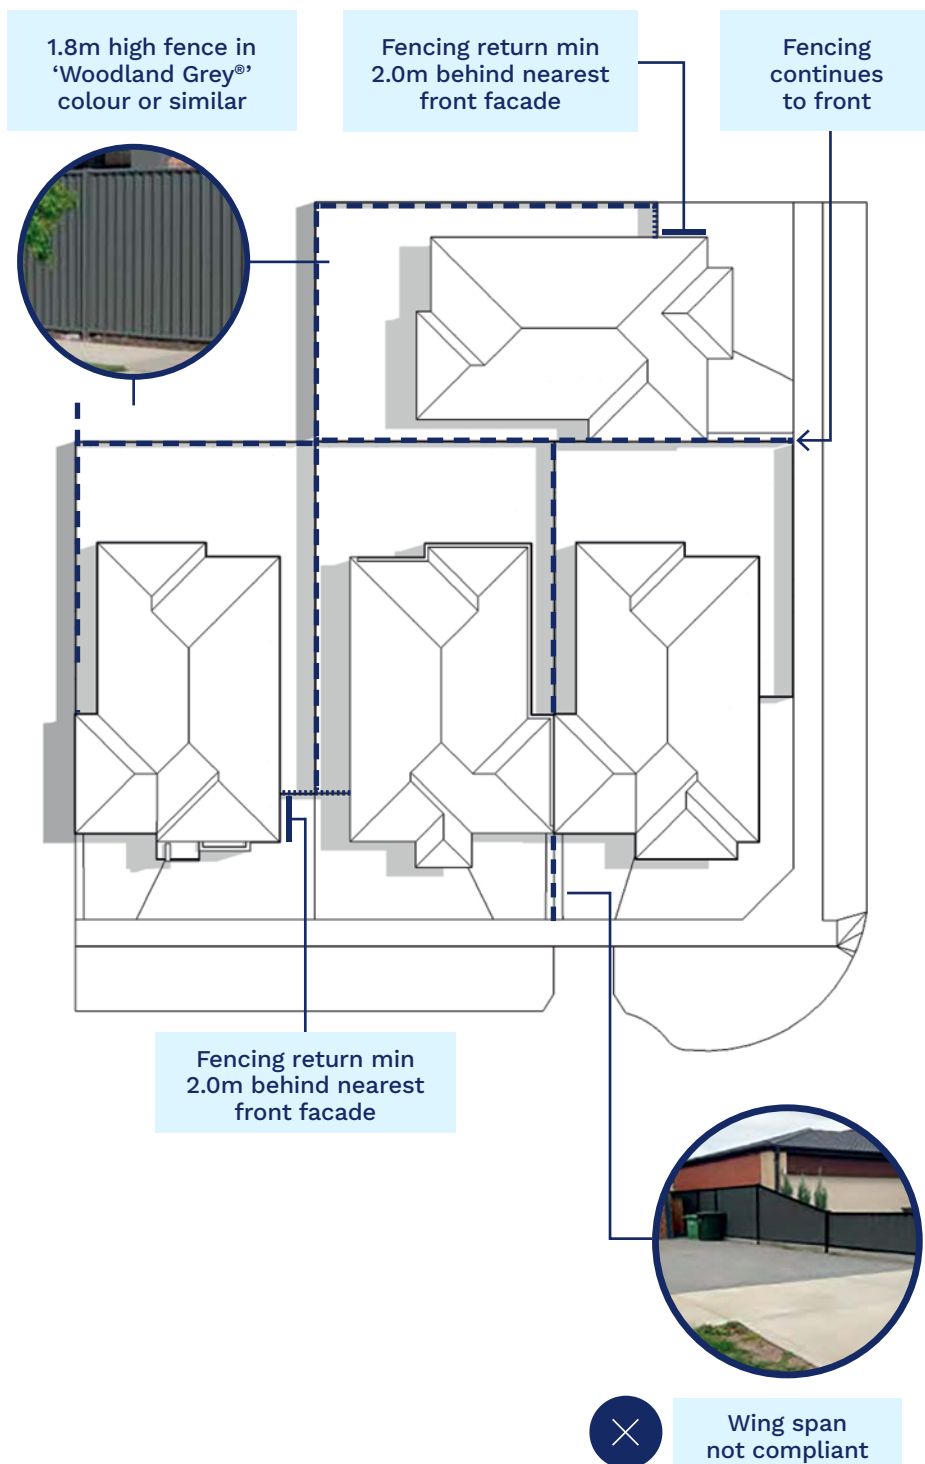 1.8m high fence in
‘Woodland Grey®’
colour or similar
Fencing return min
2.0m behind nearest
front facade
Fencing
continues
to front
Fencing return min
2.0m behind nearest
front facade
Wing span
not compliant